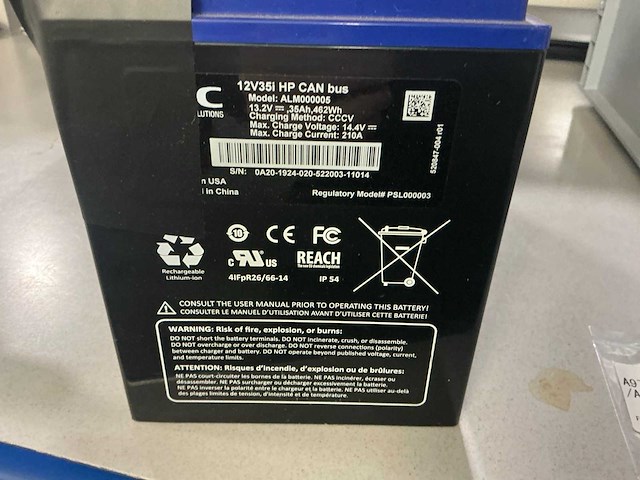 12V35i HP CAN bus
C
Model: ALM000005
LUTIONS
13.2V ⎓ ,35Ah,462Wh
Charging Method: CCCV
Max. Charge Voltage: 14.4V ⎓
Max. Charge Current: 210A
520847-004 r01
S/N: 0A20-1924-020-522003-11014
n USA
l in China
Regulatory Model# PSL000003
10
CE FC
c RU US
REACH
Rechargeable
Lithium-ion
4IFpR26/66-14
IP 54
CONSULT THE USER MANUAL PRIOR TO OPERATING THIS BATTERY!
CONSULTER LE MANUEL D'UTILISATION AVANT D'UTILISER CETTE BATTERIE!
WARNING: Risk of fire, explosion, or burns:
DO NOT short the battery terminals. DO NOT incinerate, crush, or disassemble.
DO NOT overcharge or over discharge. DO NOT reverse connections (polarity)
between charger and battery. DO NOT operate beyond published voltage, current,
and temperature limits.
ATTENTION: Risques d'incendie, d'explosion ou de brûlures:
NE PAS court-circuiter les bornes de la batterie. NE PAS incinérer, écraser ou
désassembler. NE PAS surcharger ou décharger excessivement la batterie.
NE PAS inverser la polarité entre le chargeur et la batterie. NE PAS utiliser au-delà
des plages limites de tension, d'intensité et de température.
/A